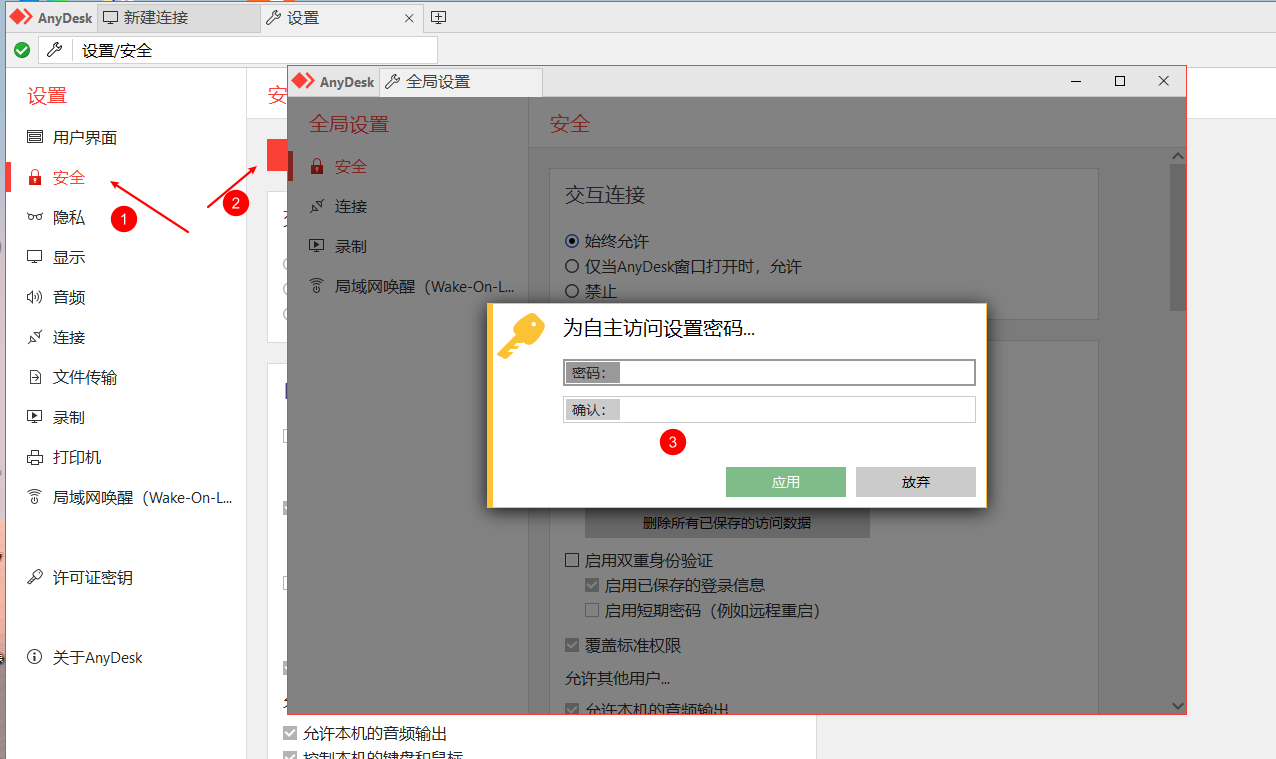 AnyDesk
新建连接
设置
设置/安全
设置
用户界面
安全
隐私
显示
音频
连接
文件传输
录制
打印机
局域网唤醒（Wake-On-L...
许可证密钥
关于AnyDesk
1
2
安
允许本机的音频输出
控制本机的键盘和鼠标
AnyDesk
全局设置
全局设置
安全
连接
录制
局域网唤醒（Wake-On-L...
安全
交互连接
始终允许
仅当AnyDesk窗口打开时，允许
禁止
为自主访问设置密码...
密码：
确认：
3
应用
放弃
删除所有已保存的访问数据
启用双重身份验证
启用已保存的登录信息
启用短期密码（例如远程重启）
覆盖标准权限
允许其他用户...
允许本机的音频输出